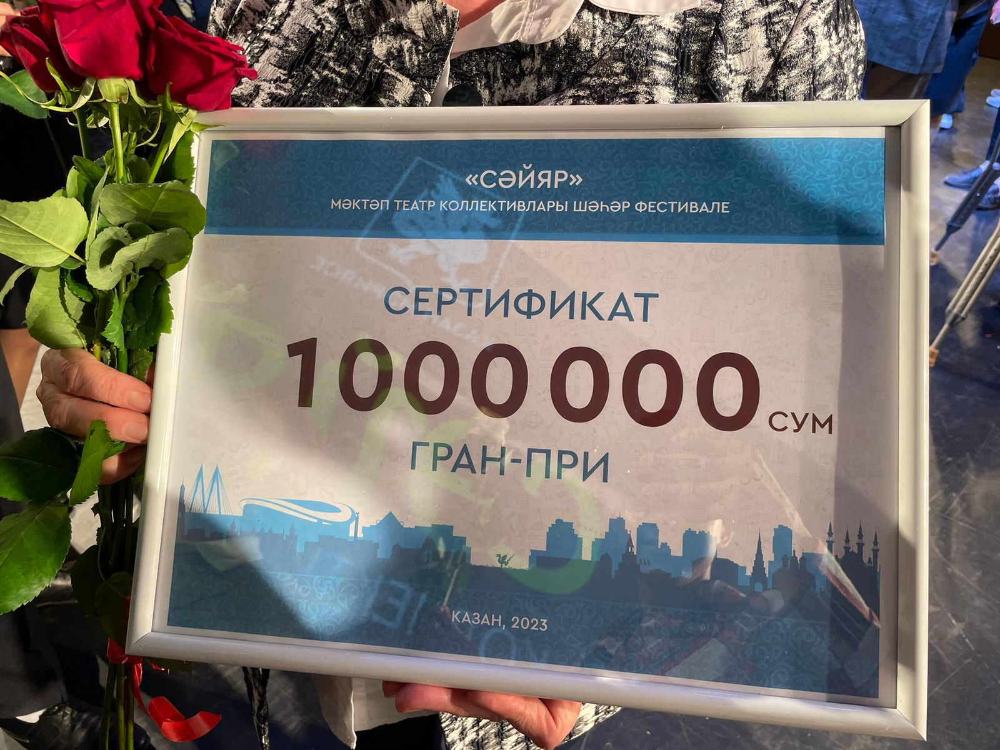 «СӘЙЯР»
МӘКТӘП ТЕАТР КОЛЛЕКТИВЛАРЫ ШӘҺӘР ФЕСТИВАЛЕ
СЕРТИФИКАТ
1000 000 СУМ
ГРАН-ПРИ
КАЗАН, 2023